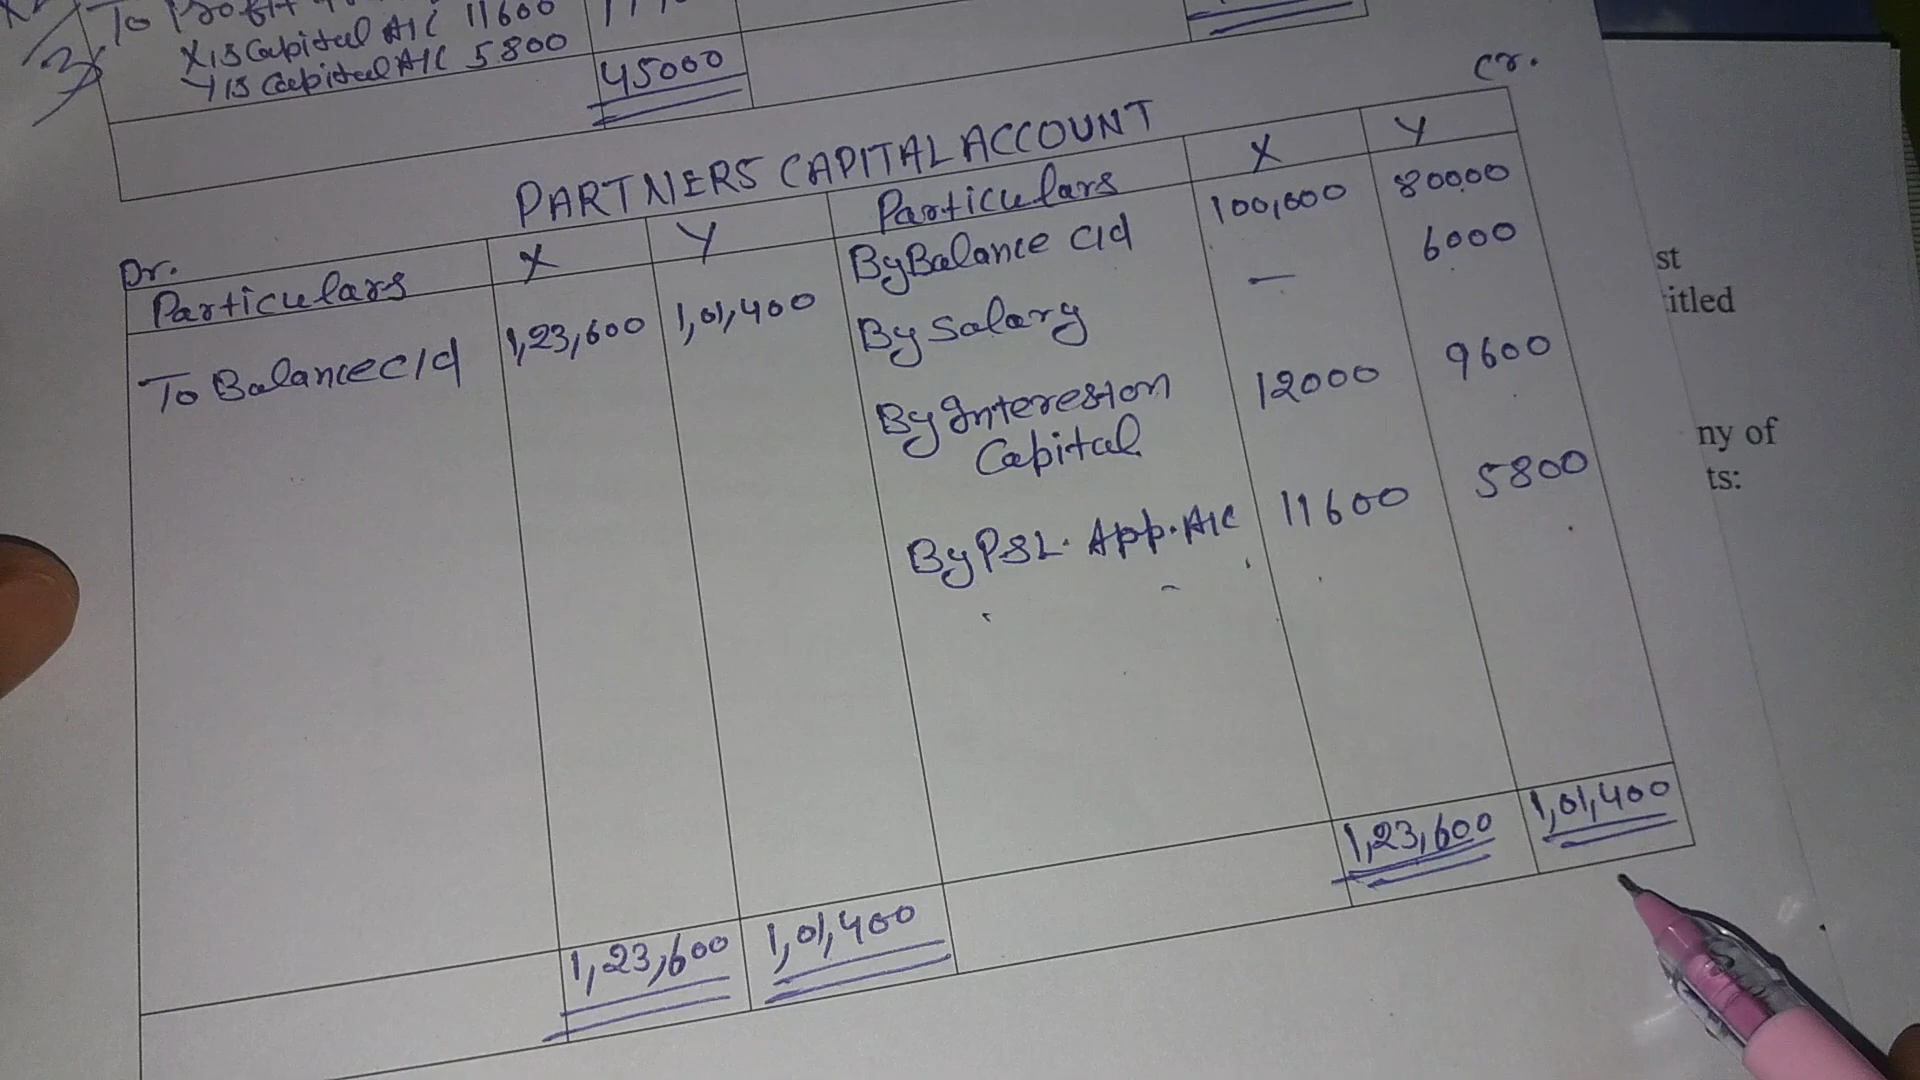 To Profit
X's Capital A/C 11600
Y's Capital A/C 5800
45000
Cr.
PARTNERS CAPITAL ACCOUNT
Dr.
Particulars X Y Particulars X Y
To Balance c/d 1,23,600 1,01,400 By Balance c/d 100,000 80000
By Salary — 6000
By Interest on 12000 9600
Capital
By P&L. App. A/C 11600 5800
1,23,600 1,01,400 1,23,600 1,01,400
st
itled
ny of
ts: